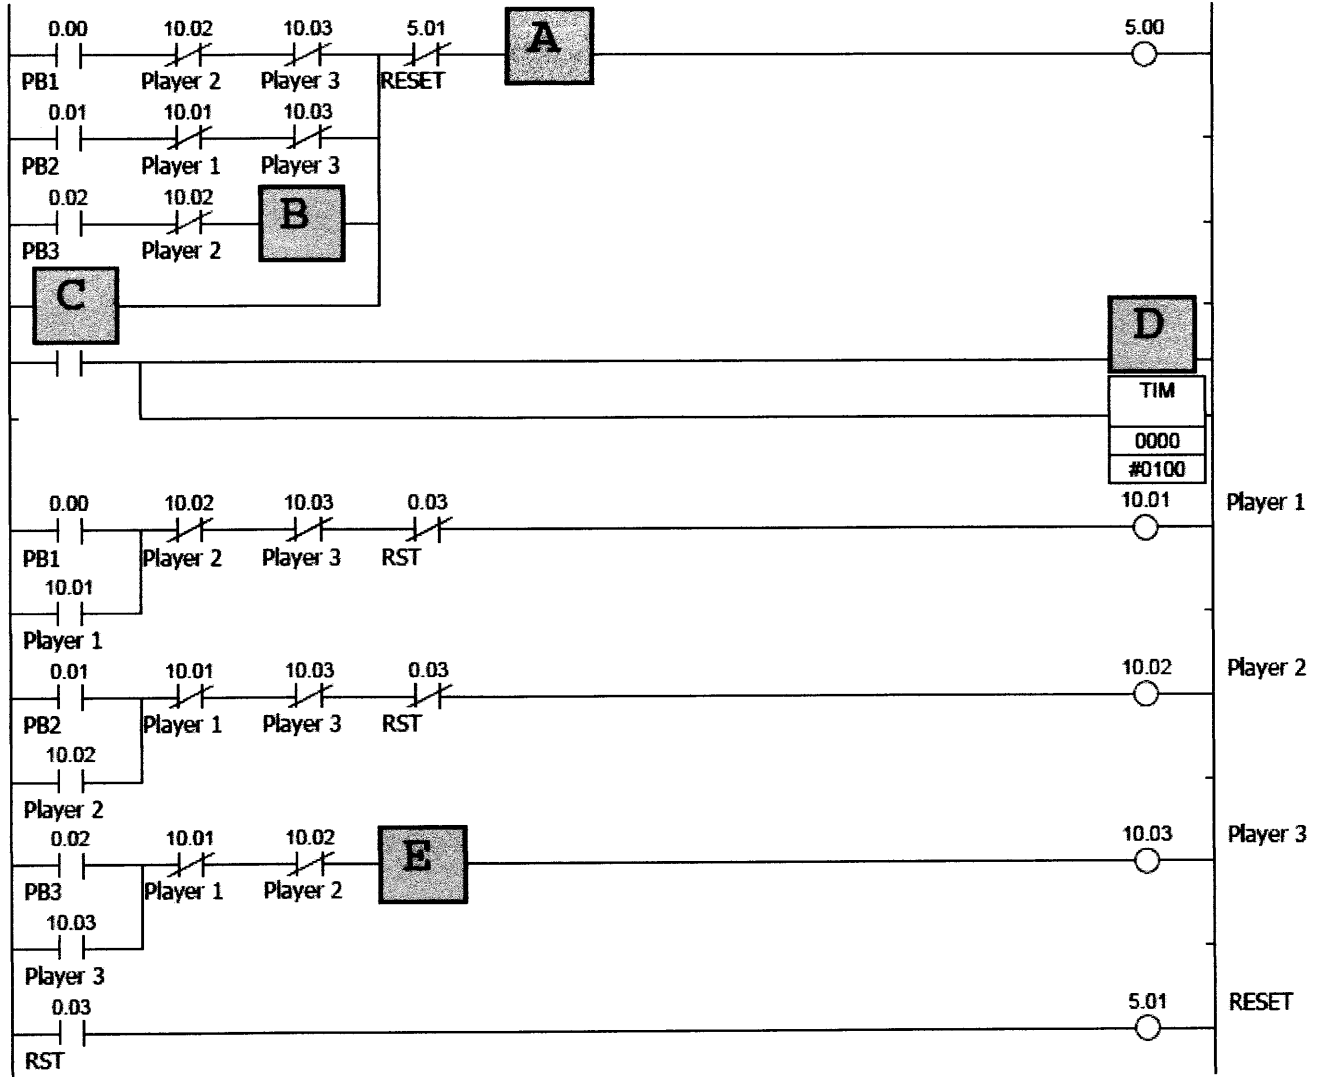 0.00 10.02 10.03 5.01 A 5.00
PB1 Player 2 Player 3 RESET
0.01 10.01 10.03
PB2 Player 1 Player 3
0.02 10.02 B
PB3 Player 2
C
D
TIM
0000
#0100
0.00 10.02 10.03 0.03 10.01 Player 1
PB1 Player 2 Player 3 RST
10.01
Player 1
0.01 10.01 10.03 0.03 10.02 Player 2
PB2 Player 1 Player 3 RST
10.02
Player 2
0.02 10.01 10.02 E 10.03 Player 3
PB3 Player 1 Player 2
10.03
Player 3
0.03 5.01 RESET
RST